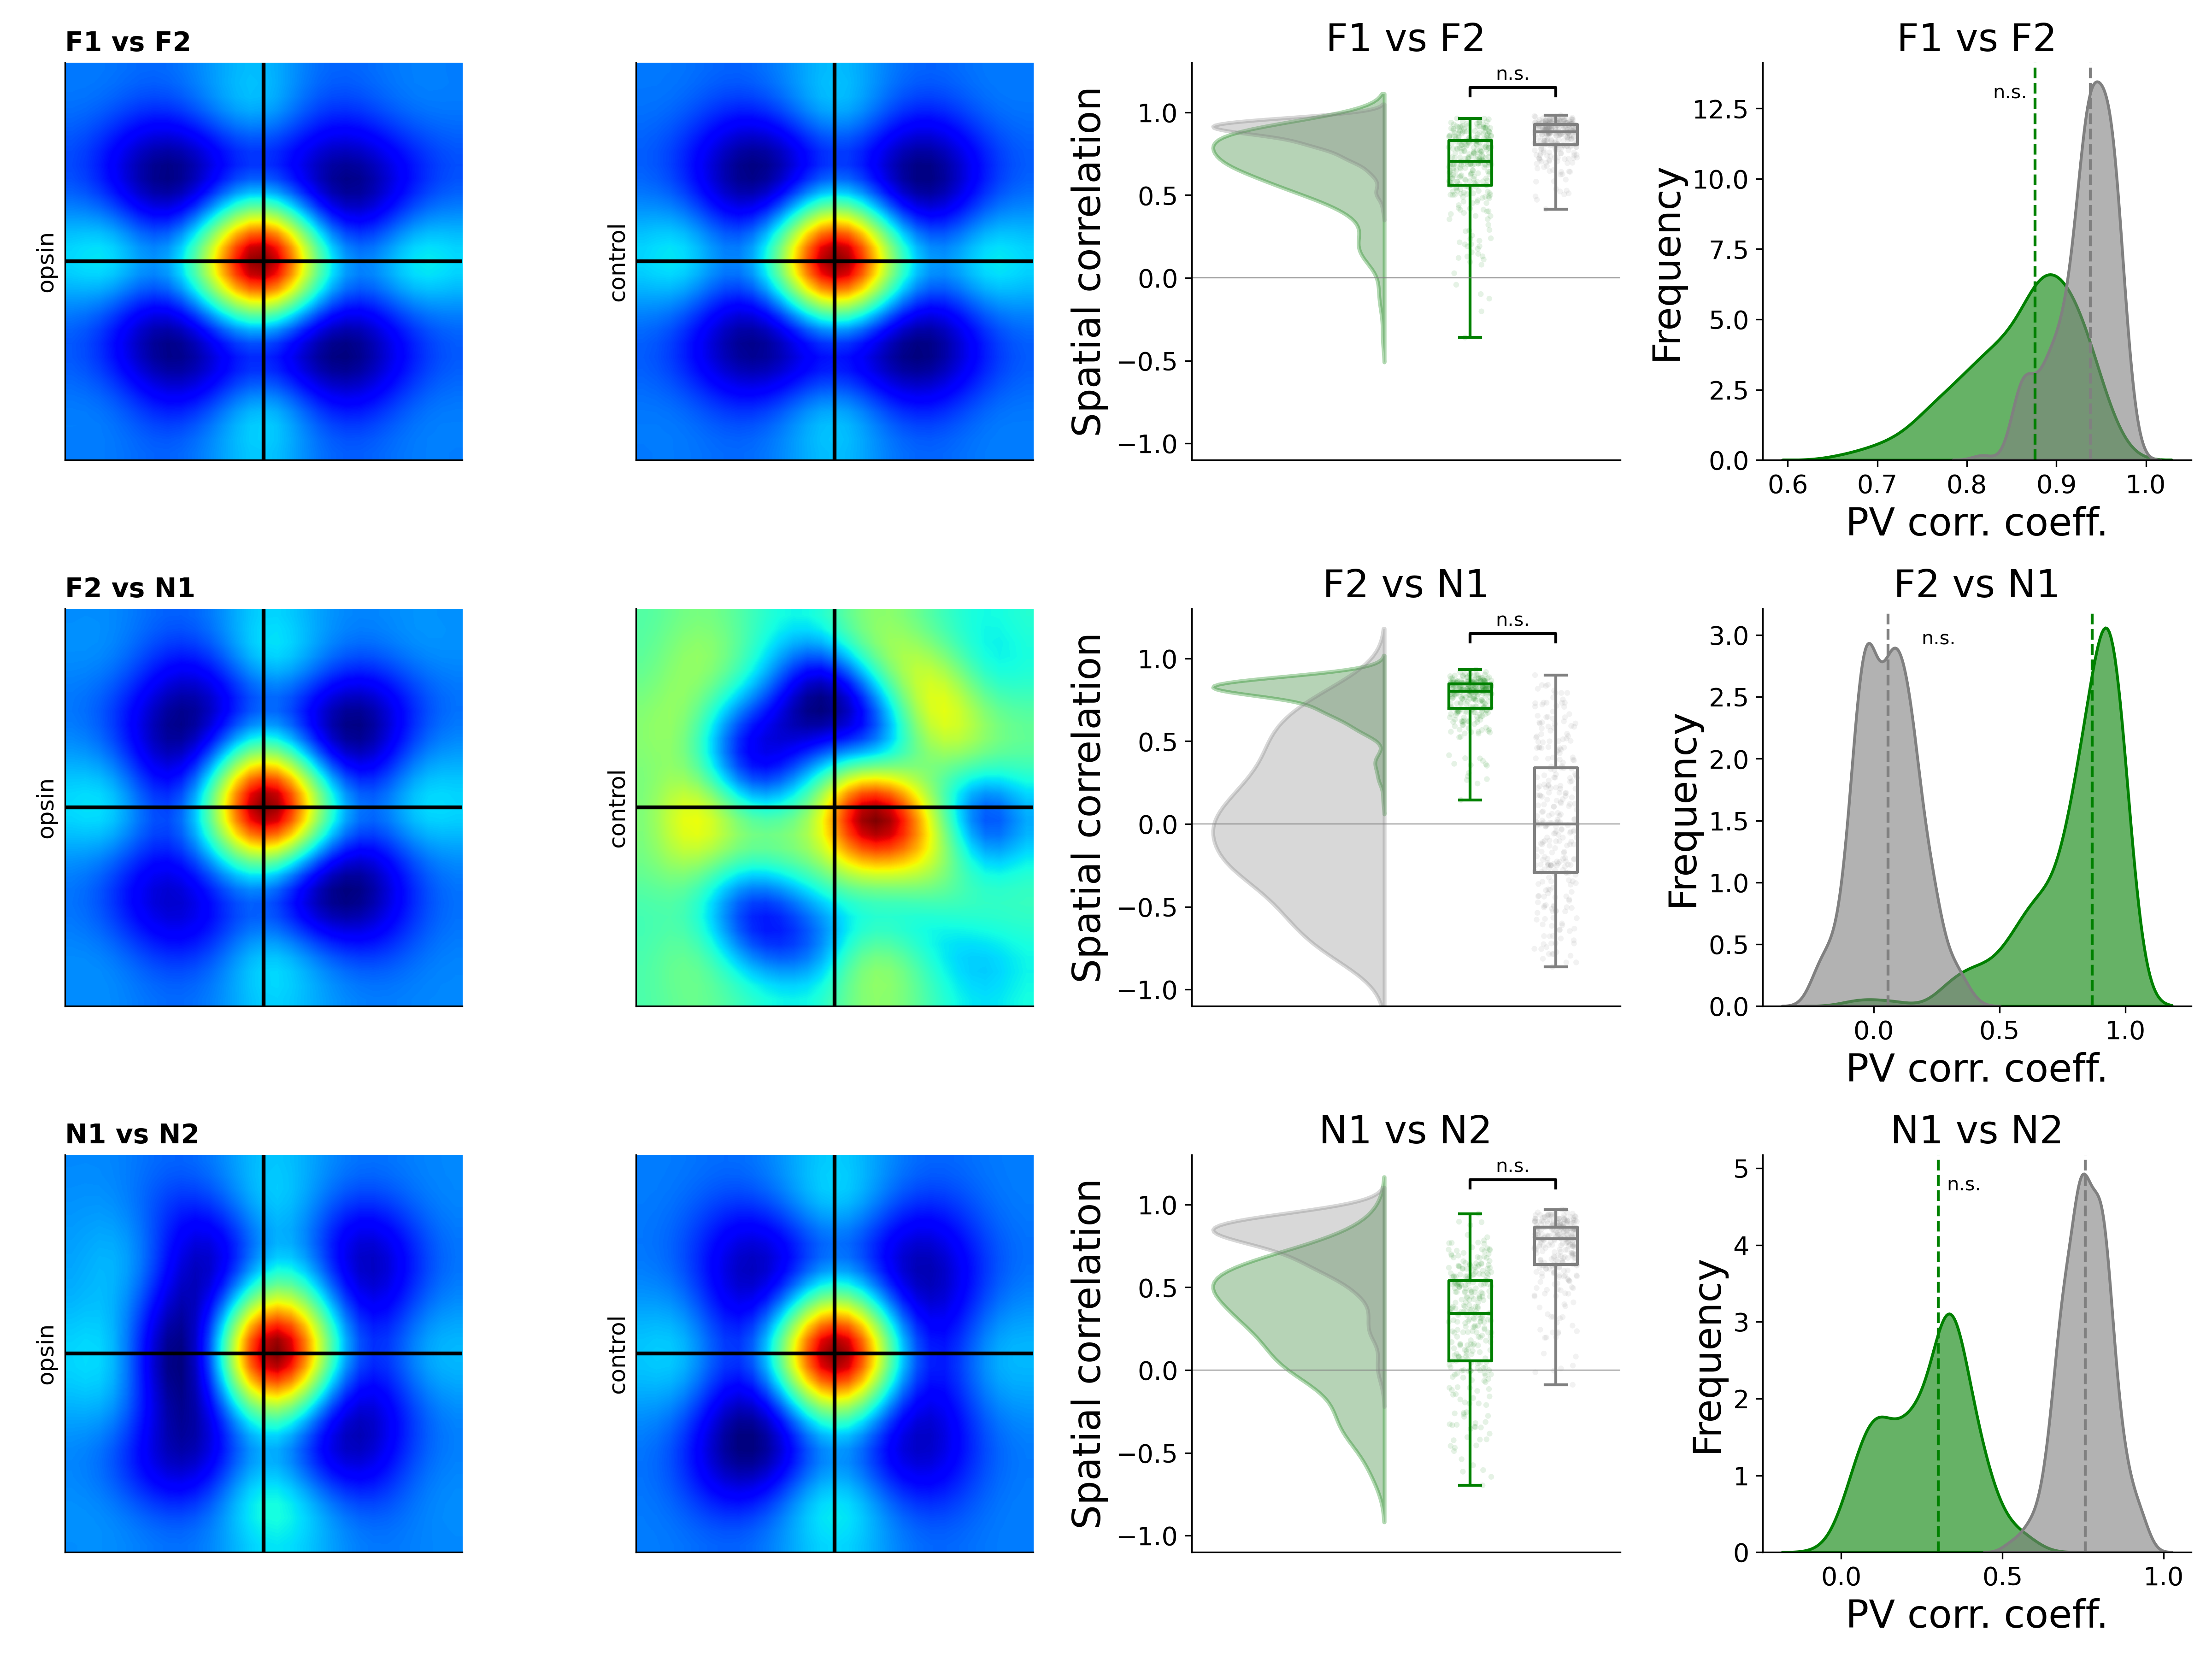 F1 vs F2
opsin
control
F1 vs F2
n.s.
Spatial correlation
1.0
0.5
0.0
−0.5
−1.0
F1 vs F2
n.s.
Frequency
12.5
10.0
7.5
5.0
2.5
0.0
0.6 0.7 0.8 0.9 1.0
PV corr. coeff.
F2 vs N1
opsin
control
F2 vs N1
n.s.
Spatial correlation
1.0
0.5
0.0
−0.5
−1.0
F2 vs N1
n.s.
Frequency
3.0
2.5
2.0
1.5
1.0
0.5
0.0
0.0 0.5 1.0
PV corr. coeff.
N1 vs N2
opsin
control
N1 vs N2
n.s.
Spatial correlation
1.0
0.5
0.0
−0.5
−1.0
N1 vs N2
n.s.
Frequency
5
4
3
2
1
0
0.0 0.5 1.0
PV corr. coeff.